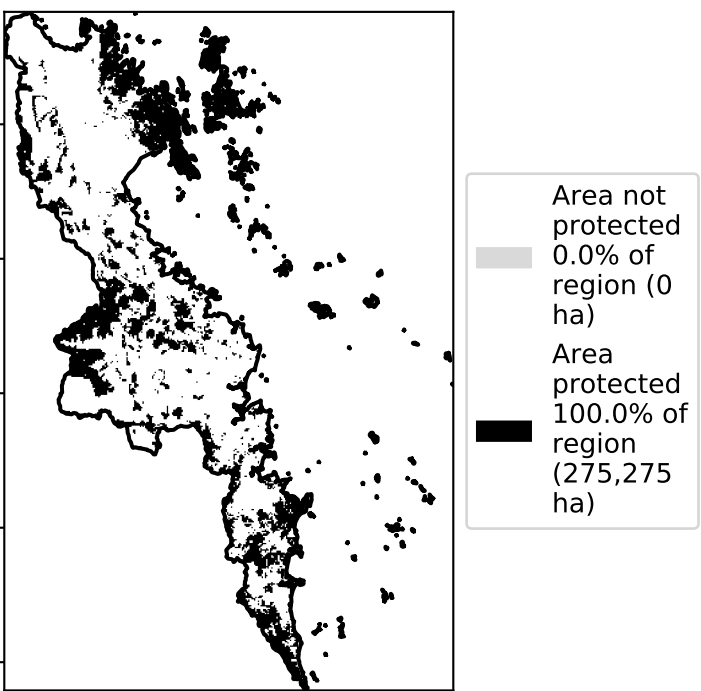 Area not
protected
0.0% of
region (0
ha)
Area
protected
100.0% of
region
(275,275
ha)